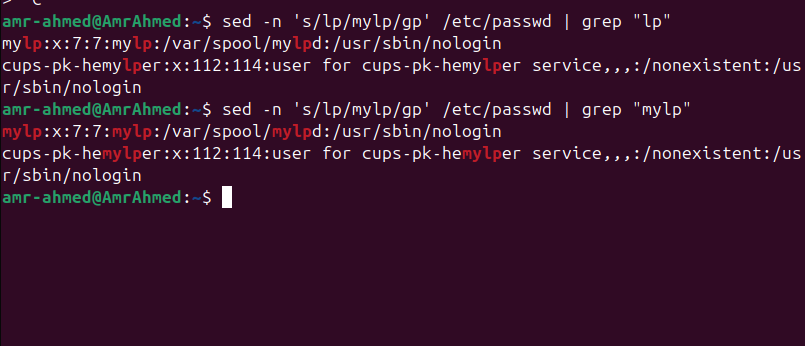 amr-ahmed@AmrAhmed:~$ sed -n 's/lp/mylp/gp' /etc/passwd | grep "lp"
mylp:x:7:7:mylp:/var/spool/mylpd:/usr/sbin/nologin
cups-pk-hemylper:x:112:114:user for cups-pk-hemylper service,,,:/nonexistent:/us
r/sbin/nologin
amr-ahmed@AmrAhmed:~$ sed -n 's/lp/mylp/gp' /etc/passwd | grep "mylp"
mylp:x:7:7:mylp:/var/spool/mylpd:/usr/sbin/nologin
cups-pk-hemylper:x:112:114:user for cups-pk-hemylper service,,,:/nonexistent:/us
r/sbin/nologin
amr-ahmed@AmrAhmed:~$